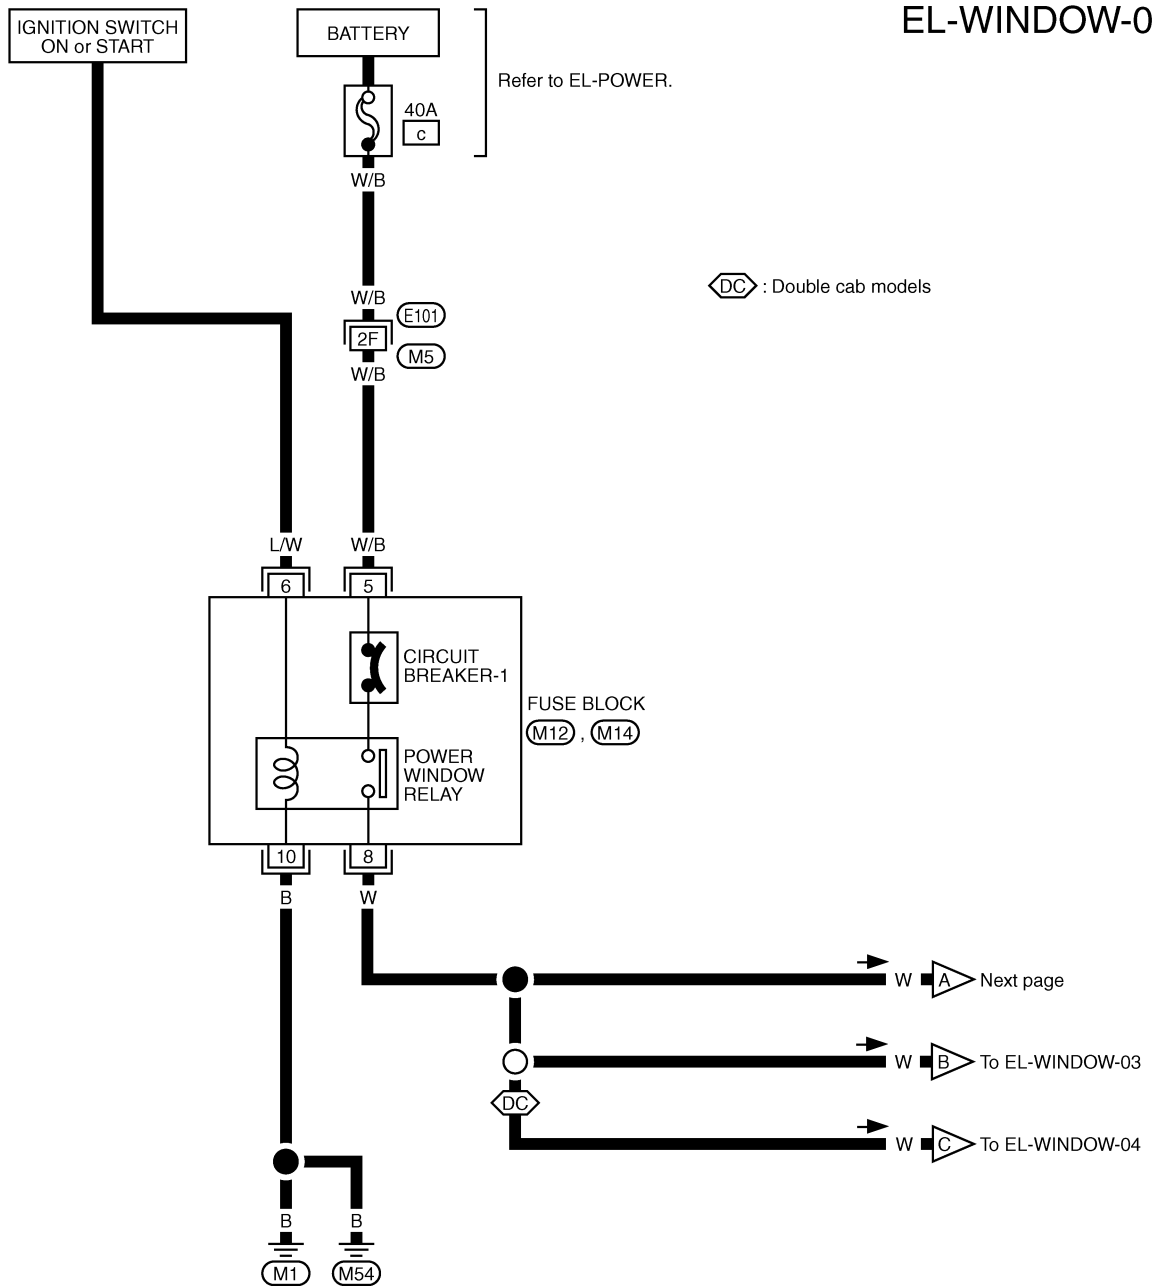 EL-WINDOW-0
IGNITION SWITCH
ON or START
BATTERY
Refer to EL-POWER.
40A
c
W/B
DC : Double cab models
W/B
E101
2F
M5
W/B
L/W
W/B
6
5
CIRCUIT
BREAKER-1
FUSE BLOCK
M12 , M14
POWER
WINDOW
RELAY
10
8
B
W
W
A
Next page
W
B
To EL-WINDOW-03
DC
W
C
To EL-WINDOW-04
B
B
M1
M54